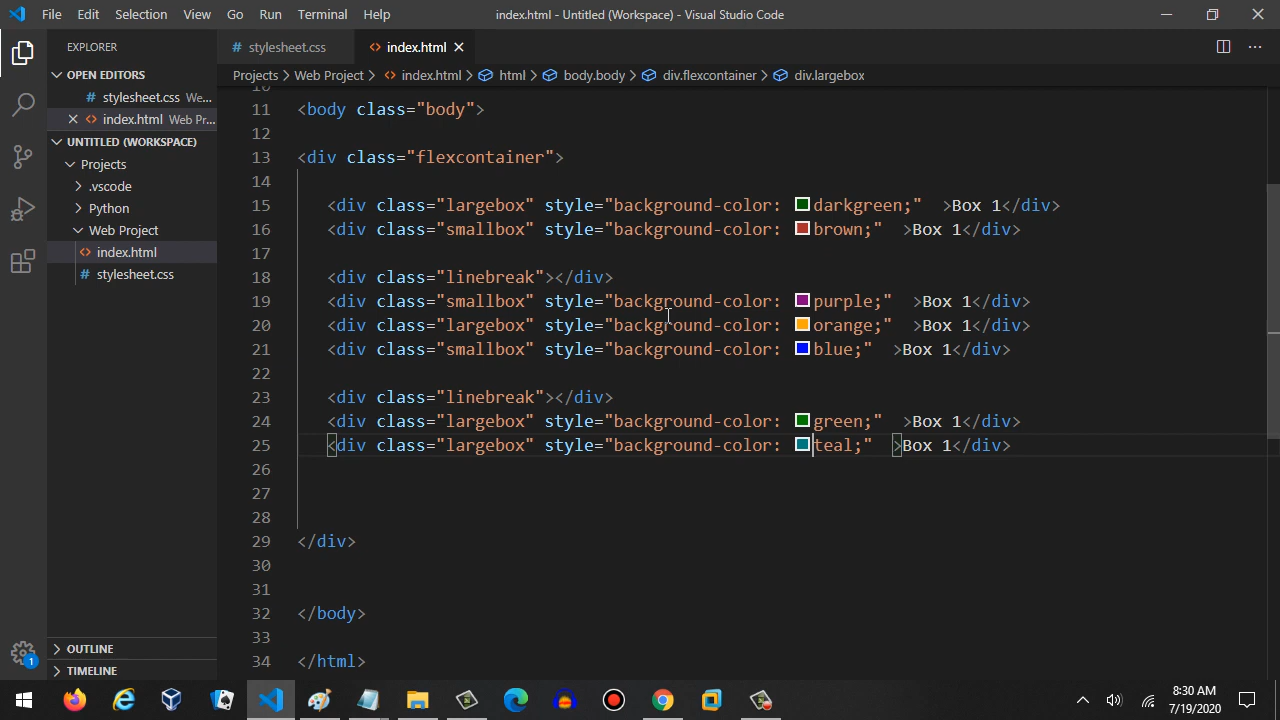 File Edit Selection View Go Run Terminal Help index.html - Untitled (Workspace) - Visual Studio Code
EXPLORER
OPEN EDITORS
# stylesheet.css We...
index.html Web Pr...
UNTITLED (WORKSPACE)
Projects
.vscode
Python
Web Project
index.html
# stylesheet.css
OUTLINE
TIMELINE
# stylesheet.css <> index.html
Projects > Web Project > <> index.html > html > body.body > div.flexcontainer > div.largebox
10
11 <body class="body">
12
13 <div class="flexcontainer">
14
15 <div class="largebox" style="background-color: darkgreen;" >Box 1</div>
16 <div class="smallbox" style="background-color: brown;" >Box 1</div>
17
18 <div class="linebreak"></div>
19 <div class="smallbox" style="background-color: purple;" >Box 1</div>
20 <div class="largebox" style="background-color: orange;" >Box 1</div>
21 <div class="smallbox" style="background-color: blue;" >Box 1</div>
22
23 <div class="linebreak"></div>
24 <div class="largebox" style="background-color: green;" >Box 1</div>
25 <div class="largebox" style="background-color: teal;" >Box 1</div>
26
27
28
29 </div>
30
31
32 </body>
33
34 </html>
1
8:30 AM
7/19/2020